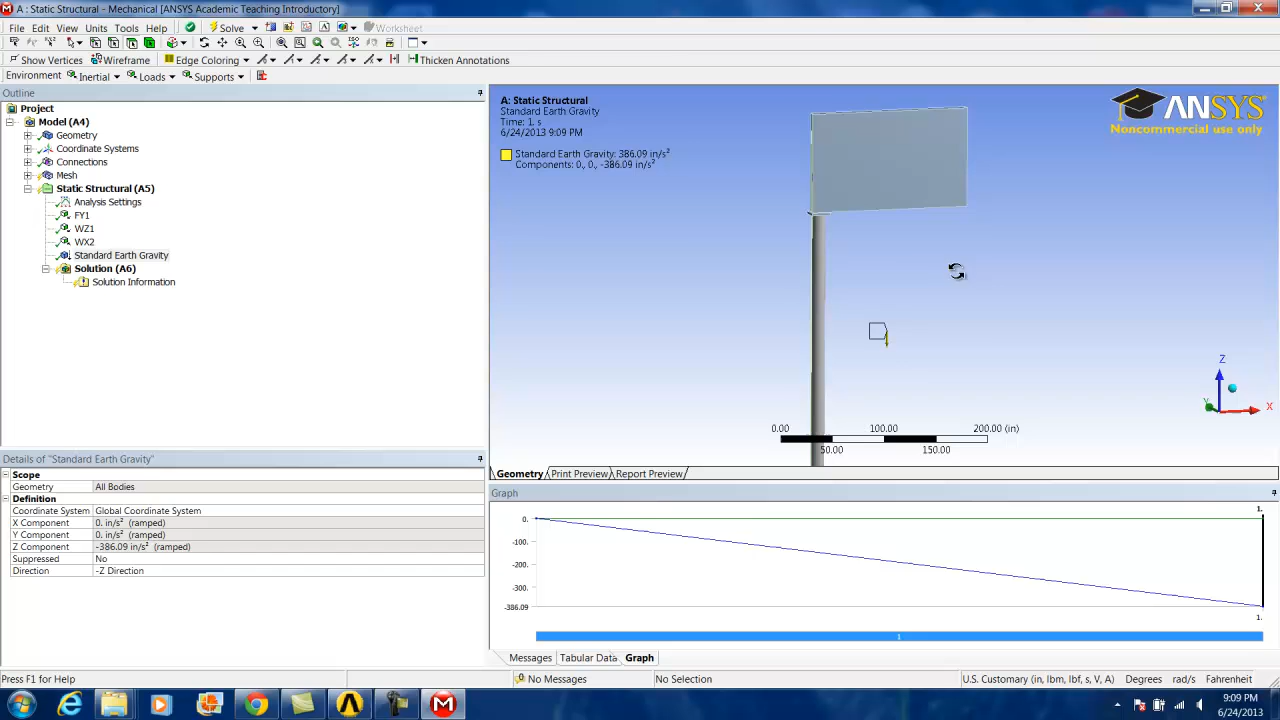 A : Static Structural - Mechanical [ANSYS Academic Teaching Introductory]
File Edit View Units Tools Help Solve Worksheet
Show Vertices Wireframe Edge Coloring Thicken Annotations
Environment Inertial Loads Supports
Outline
Project
Model (A4)
Geometry
Coordinate Systems
Connections
Mesh
Static Structural (A5)
Analysis Settings
FY1
WZ1
WX2
Standard Earth Gravity
Solution (A6)
Solution Information
Details of "Standard Earth Gravity"
Scope
Geometry All Bodies
Definition
Coordinate System Global Coordinate System
X Component 0. in/s² (ramped)
Y Component 0. in/s² (ramped)
Z Component -386.09 in/s² (ramped)
Suppressed No
Direction -Z Direction
A: Static Structural
Standard Earth Gravity
Time: 1. s
6/24/2013 9:09 PM
Standard Earth Gravity: 386.09 in/s²
Components: 0., 0., -386.09 in/s²
ANSYS
Noncommercial use only
Z
Y
X
0.00 100.00 200.00 (in)
50.00 150.00
Geometry Print Preview Report Preview
Graph
1.
0.
-100.
-200.
-300.
-386.09
1.
1
Messages Tabular Data Graph
Press F1 for Help 0 No Messages No Selection U.S. Customary (in, lbm, lbf, s, V, A) Degrees rad/s Fahrenheit
9:09 PM
6/24/2013